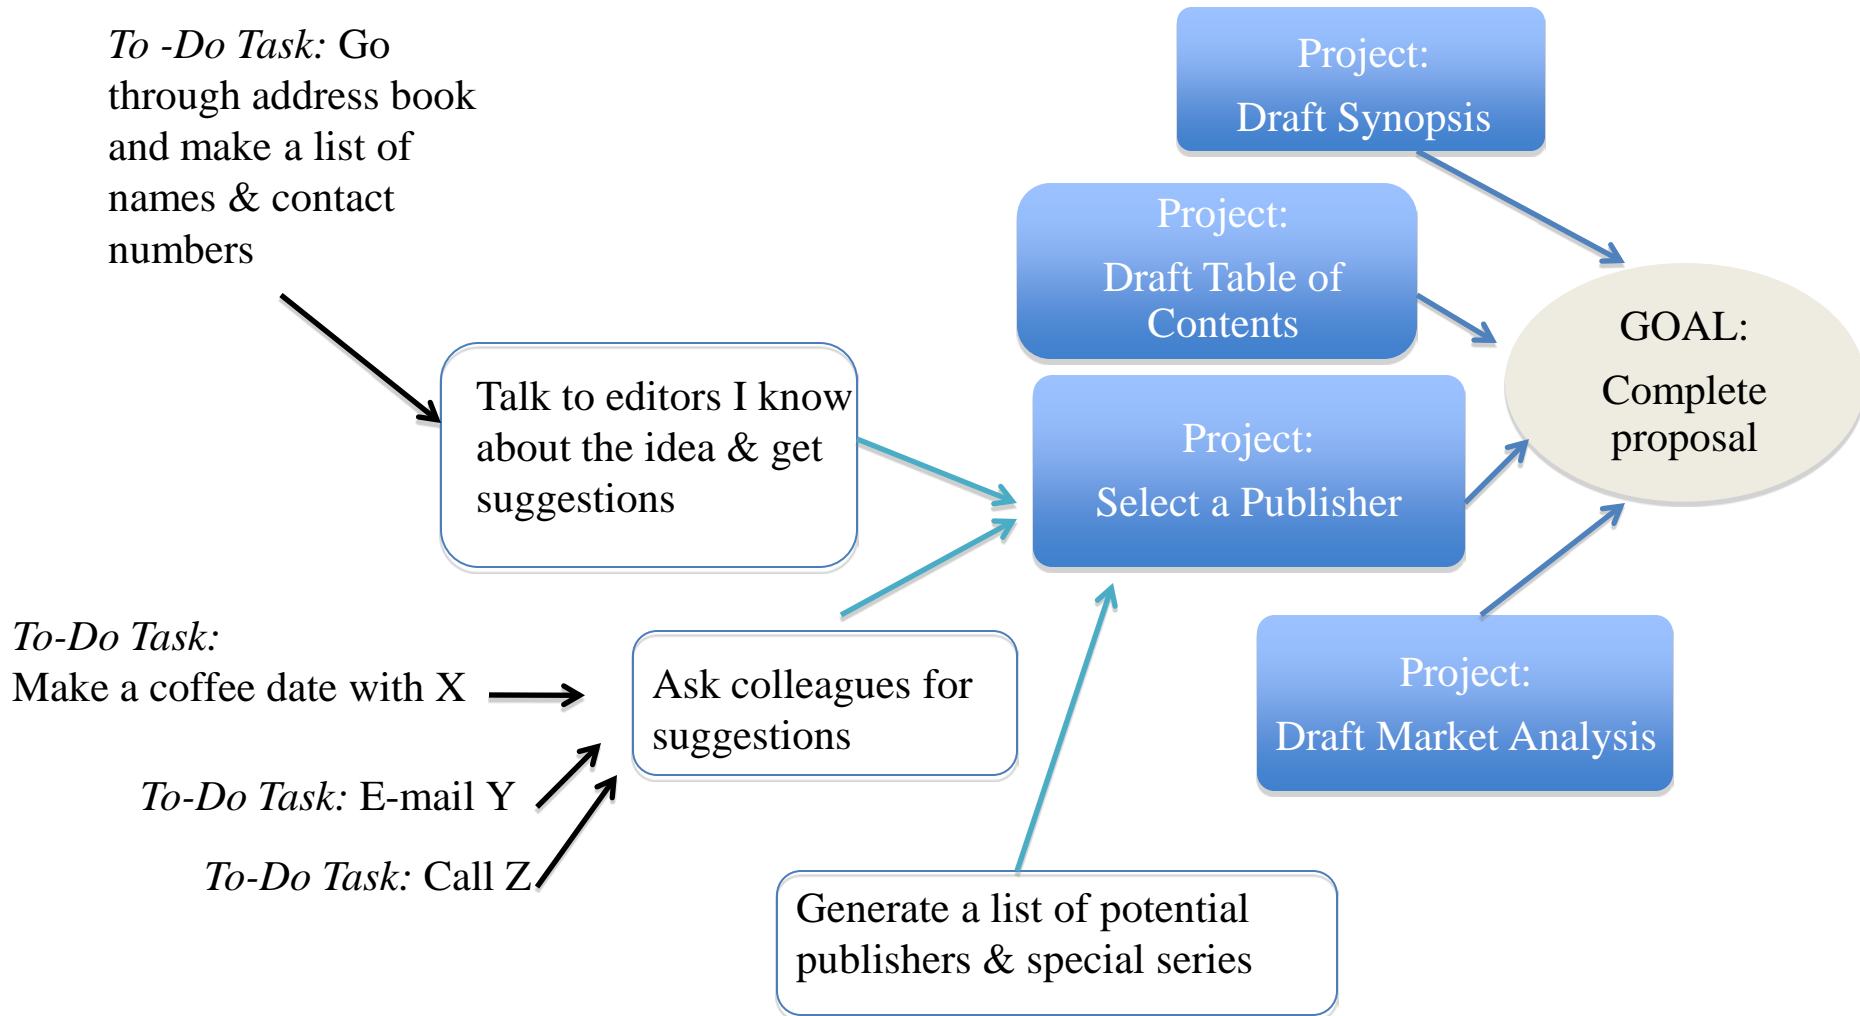 To -Do Task: Go
through address book
and make a list of
names & contact
numbers
Project:
Draft Synopsis
Project:
Draft Table of
Contents
GOAL:
Complete
proposal
Talk to editors I know
about the idea & get
suggestions
Project:
Select a Publisher
To-Do Task:
Make a coffee date with X
Ask colleagues for
suggestions
Project:
Draft Market Analysis
To-Do Task: E-mail Y
To-Do Task: Call Z
Generate a list of potential
publishers & special series